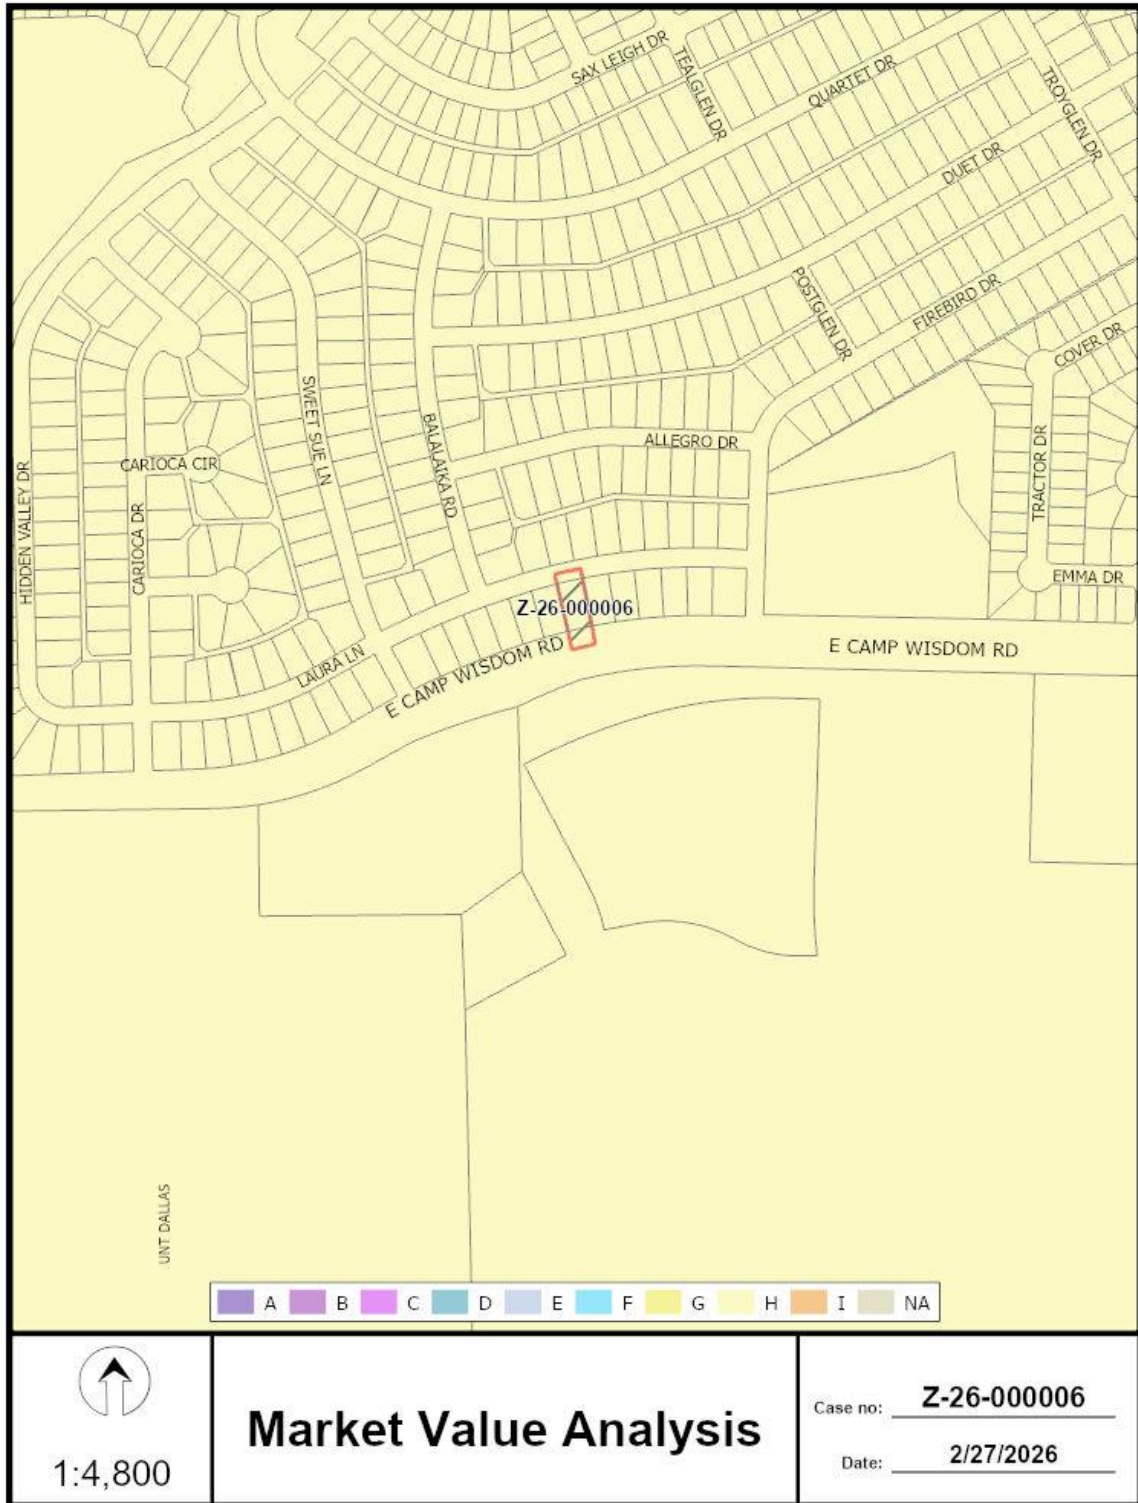 SAX LEIGH DR
TEALGLEN DR
QUARTET DR
TROYGLEN DR
DUET DR
POSTGLEN DR
FIREBIRD DR
COVER DR
SWEET SUE LN
BALALAIKA RD
ALLEGRO DR
CARIOCA CIR
HIDDEN VALLEY DR
CARIOCA DR
TRACTOR DR
EMMA DR
Z-26-000006
LAURA LN
E CAMP WISDOM RD
E CAMP WISDOM RD
UNT DALLAS
A B C D E F G H I NA
1:4,800
Market Value Analysis
Case no: Z-26-000006
Date: 2/27/2026